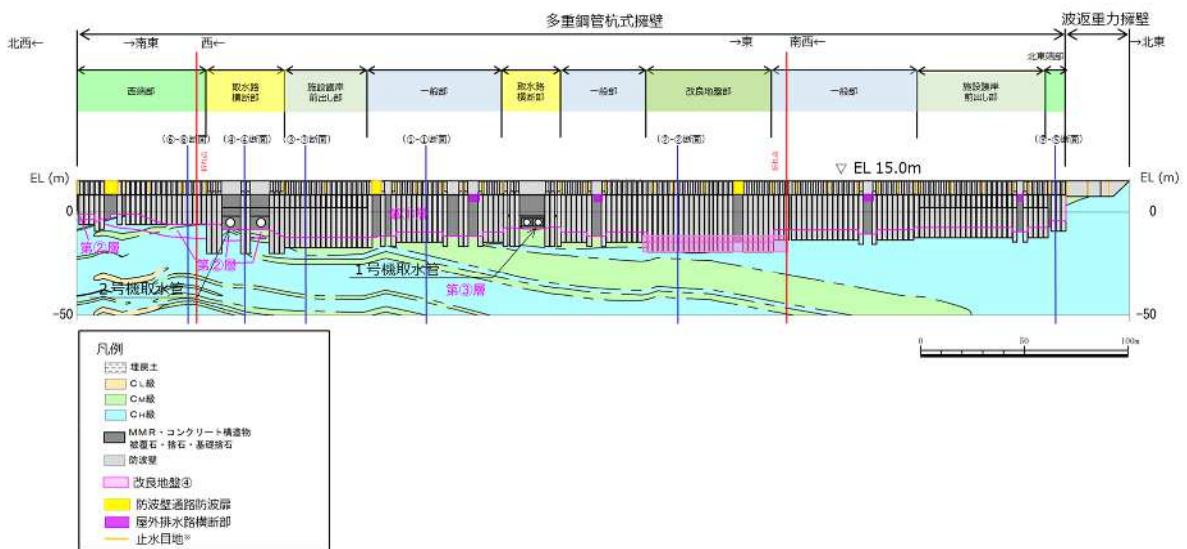 多重鋼管杭式擁壁
波返重力擁壁
北西←
→南東
西←
→東
南西←
→北東
北東端部
西端部
取水路
横断部
施設護岸
前出し部
一般部
取水路
横断部
一般部
改良地盤部
一般部
施設護岸
前出し部
(⑥-⑥断面)
(④-④断面)
(③-③断面)
(①-①断面)
(②-②断面)
(⑤-⑤断面)
▽ EL 15.0m
EL (m)
EL (m)
0
0
第②層
第②層
1号機取水管
2号機取水管
第③層
-50
-50
0
50
100m
凡例
埋戻土
CL級
CM級
CH級
MMR・コンクリート構造物
被覆石・捨石・基礎捨石
防波壁
改良地盤④
防波壁通路防波扉
屋外排水路横断部
止水目地※